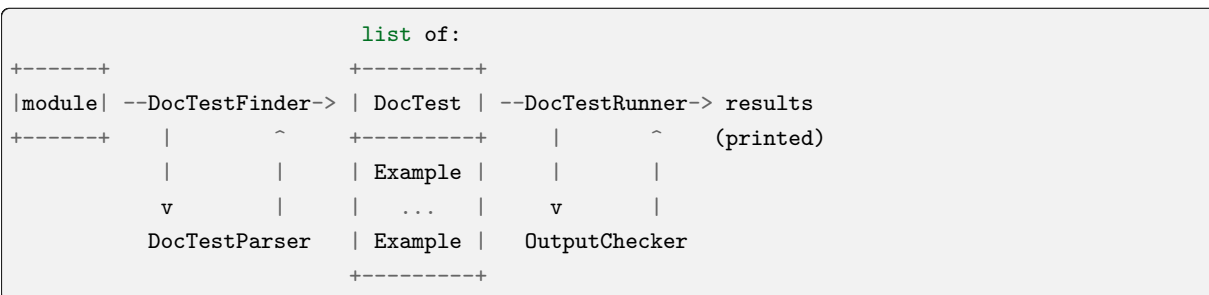 list of:
+------+                   +---------+
|module| --DocTestFinder-> | DocTest | --DocTestRunner-> results
+------+    |        ^     +---------+     |       ^    (printed)
            |        |     | Example |     |       |
            v        |     |   ...   |     v       |
           DocTestParser   | Example |   OutputChecker
                           +---------+